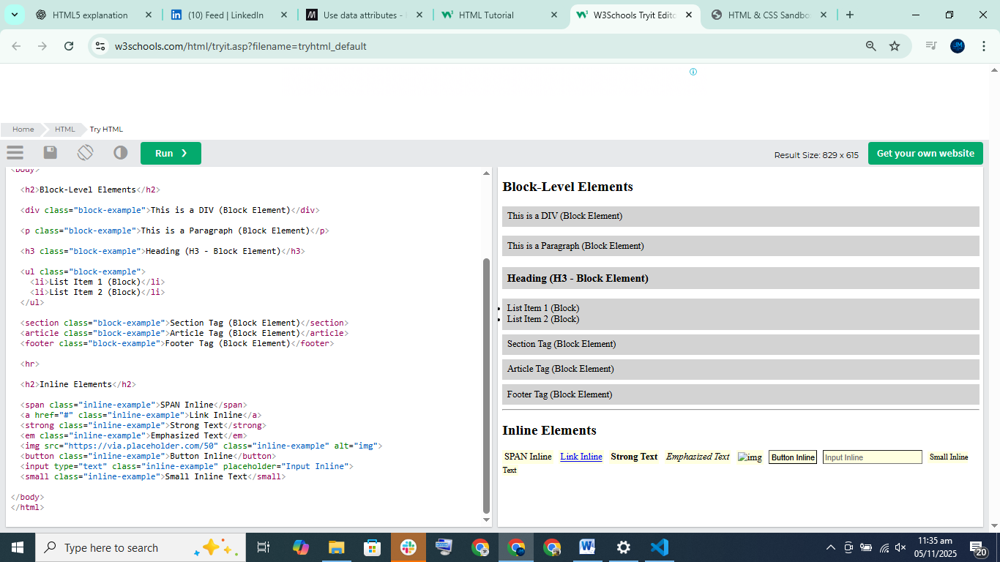 HTML5 explanation
(10) Feed | LinkedIn
Use data attributes -
HTML Tutorial
W3Schools Tryit Edito
HTML & CSS Sandbo
w3schools.com/html/tryit.asp?filename=tryhtml_default
Home HTML Try HTML
Run ❯
Result Size: 829 x 615
Get your own website
<body>
<h2>Block-Level Elements</h2>
<div class="block-example">This is a DIV (Block Element)</div>
<p class="block-example">This is a Paragraph (Block Element)</p>
<h3 class="block-example">Heading (H3 - Block Element)</h3>
<ul class="block-example">
<li>List Item 1 (Block)</li>
<li>List Item 2 (Block)</li>
</ul>
<section class="block-example">Section Tag (Block Element)</section>
<article class="block-example">Article Tag (Block Element)</article>
<footer class="block-example">Footer Tag (Block Element)</footer>
<hr>
<h2>Inline Elements</h2>
<span class="inline-example">SPAN Inline</span>
<a href="#" class="inline-example">Link Inline</a>
<strong class="inline-example">Strong Text</strong>
<em class="inline-example">Emphasized Text</em>
<img src="https://via.placeholder.com/50" class="inline-example" alt="img">
<button class="inline-example">Button Inline</button>
<input type="text" class="inline-example" placeholder="Input Inline">
<small class="inline-example">Small Inline Text</small>
</body>
</html>
Block-Level Elements
This is a DIV (Block Element)
This is a Paragraph (Block Element)
Heading (H3 - Block Element)
List Item 1 (Block)
List Item 2 (Block)
Section Tag (Block Element)
Article Tag (Block Element)
Footer Tag (Block Element)
Inline Elements
SPAN Inline Link Inline Strong Text Emphasized Text img Button Inline Input Inline Small Inline
Text
Type here to search
11:35 am
05/11/2025
20